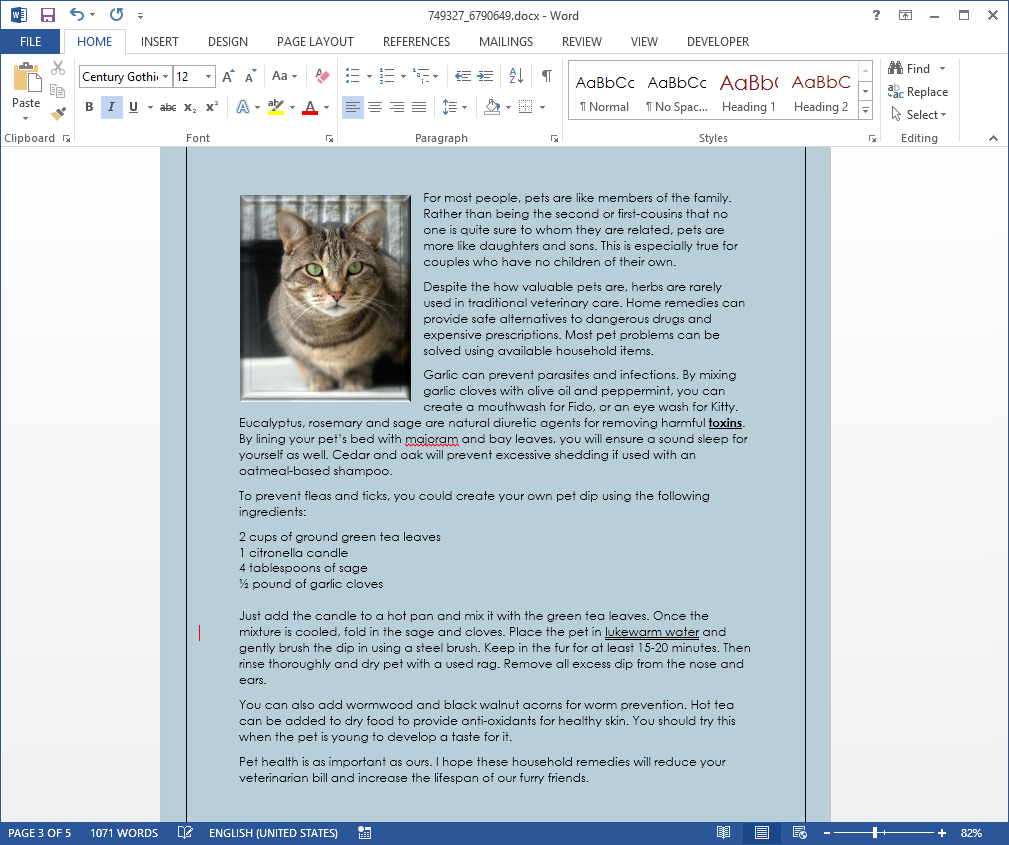 749327_6790649.docx - Word
FILE HOME INSERT DESIGN PAGE LAYOUT REFERENCES MAILINGS REVIEW VIEW DEVELOPER
Paste
Clipboard
Century Gothi 12
Aa
B I U abc x₂ x²
A ab A
Font
Paragraph
AaBbCc AaBbCc AaBb( AaBbC
¶ Normal ¶ No Spac... Heading 1 Heading 2
Styles
Find
Replace
Select
Editing
For most people, pets are like members of the family.
Rather than being the second or first-cousins that no
one is quite sure to whom they are related, pets are
more like daughters and sons. This is especially true for
couples who have no children of their own.
Despite the how valuable pets are, herbs are rarely
used in traditional veterinary care. Home remedies can
provide safe alternatives to dangerous drugs and
expensive prescriptions. Most pet problems can be
solved using available household items.
Garlic can prevent parasites and infections. By mixing
garlic cloves with olive oil and peppermint, you can
create a mouthwash for Fido, or an eye wash for Kitty.
Eucalyptus, rosemary and sage are natural diuretic agents for removing harmful toxins.
By lining your pet's bed with majoram and bay leaves, you will ensure a sound sleep for
yourself as well. Cedar and oak will prevent excessive shedding if used with an
oatmeal-based shampoo.
To prevent fleas and ticks, you could create your own pet dip using the following
ingredients:
2 cups of ground green tea leaves
1 citronella candle
4 tablespoons of sage
½ pound of garlic cloves
Just add the candle to a hot pan and mix it with the green tea leaves. Once the
mixture is cooled, fold in the sage and cloves. Place the pet in lukewarm water and
gently brush the dip in using a steel brush. Keep in the fur for at least 15-20 minutes. Then
rinse thoroughly and dry pet with a used rag. Remove all excess dip from the nose and
ears.
You can also add wormwood and black walnut acorns for worm prevention. Hot tea
can be added to dry food to provide anti-oxidants for healthy skin. You should try this
when the pet is young to develop a taste for it.
Pet health is as important as ours. I hope these household remedies will reduce your
veterinarian bill and increase the lifespan of our furry friends.
PAGE 3 OF 5 1071 WORDS ENGLISH (UNITED STATES) 82%